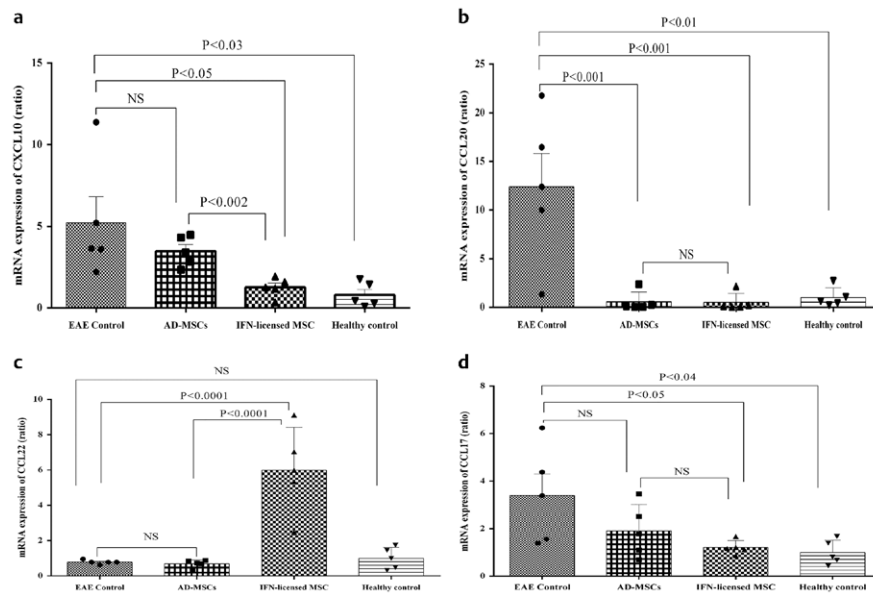 a
mRNA expression of CXCL10 (ratio)
15
10
5
0
P<0.03
P<0.05
NS
P<0.002
EAE Control
AD-MSCs
IFN-licensed MSC
Healthy control
b
mRNA expression of CCL20 (ratio)
25
20
15
10
5
0
P<0.01
P<0.001
P<0.001
NS
EAE Control
AD-MSCs
IFN-licensed MSC
Healthy control
c
mRNA expression of CCL22 (ratio)
10
8
6
4
2
0
NS
P<0.0001
P<0.0001
NS
EAE Control
AD-MSCs
IFN-licensed MSC
Healthy control
d
mRNA expression of CCL17 (ratio)
8
6
4
2
0
P<0.04
P<0.05
NS
NS
EAE Control
AD-MSCs
IFN-licensed MSC
Healthy control